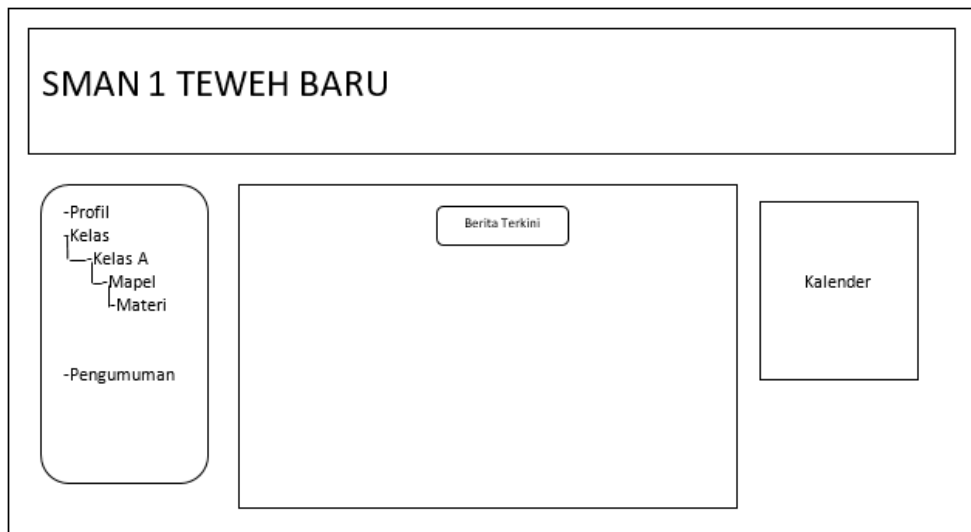 SMAN 1 TEWEH BARU
-Profil
-Kelas
-Kelas A
-Mapel
-Materi
-Pengumuman
Berita Terkini
Kalender